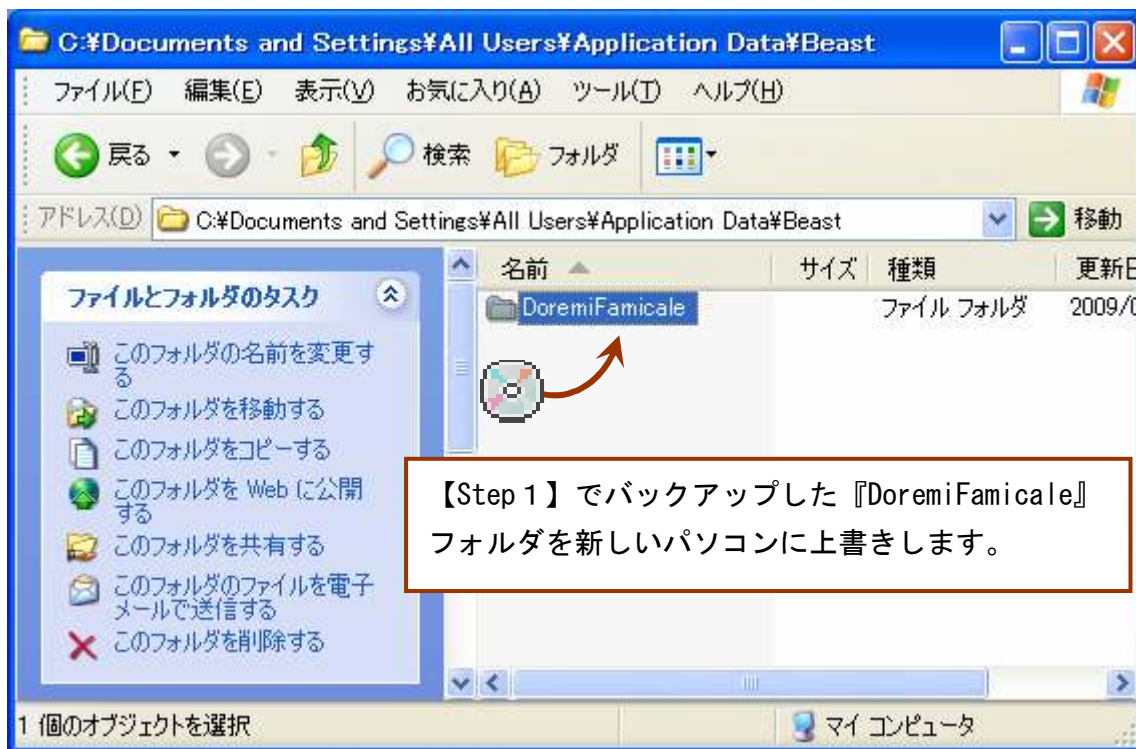 C:¥Documents and Settings¥All Users¥Application Data¥Beast
ファイル(F) 編集(E) 表示(V) お気に入り(A) ツール(T) ヘルプ(H)
戻る 検索 フォルダ
アドレス(D) C:¥Documents and Settings¥All Users¥Application Data¥Beast 移動
名前 サイズ 種類 更新日
DoremiFamicale ファイル フォルダ 2009/0
ファイルとフォルダのタスク
このフォルダの名前を変更す
る
このフォルダを移動する
このフォルダをコピーする
このフォルダを Web に公開
する
このフォルダを共有する
このフォルダのファイルを電子
メールで送信する
このフォルダを削除する
【Step１】でバックアップした『DoremiFamicale』
フォルダを新しいパソコンに上書きします。
1 個のオブジェクトを選択 マイ コンピュータ